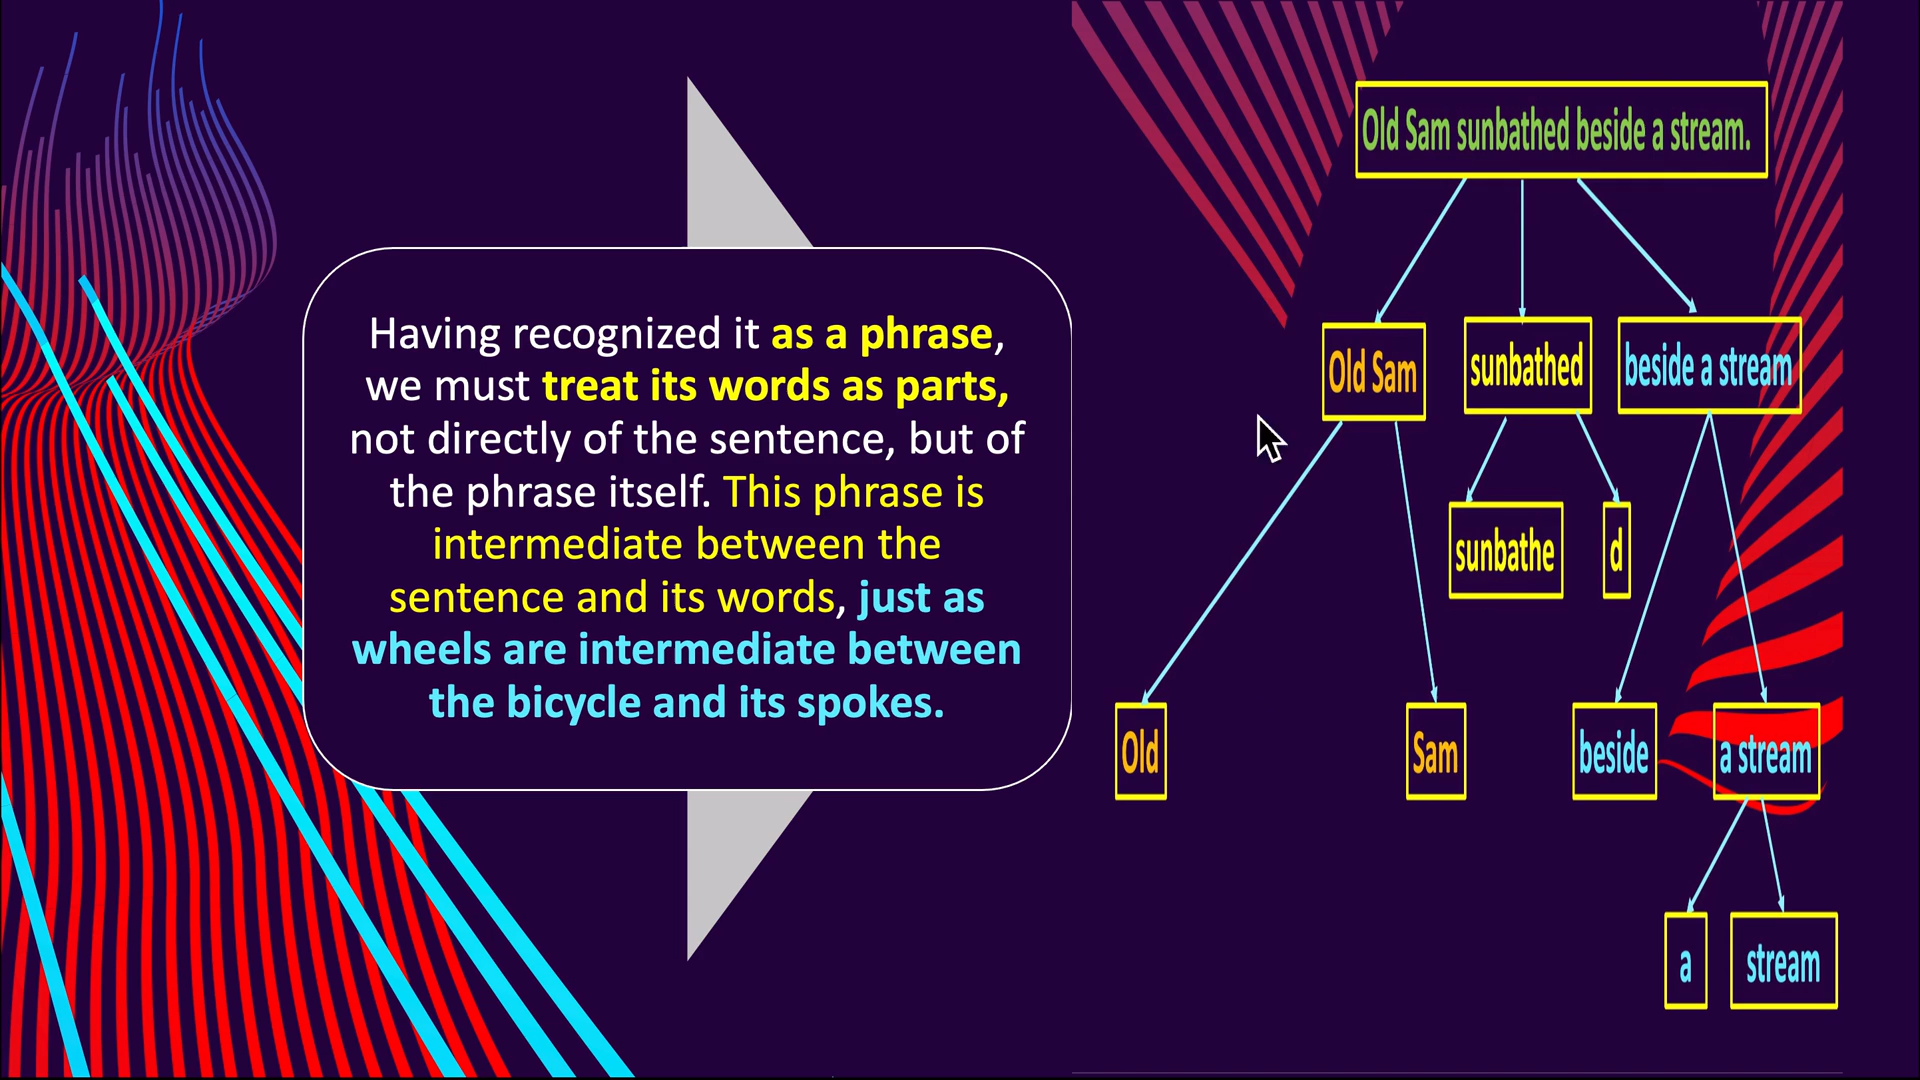 Having recognized it as a phrase,
we must treat its words as parts,
not directly of the sentence, but of
the phrase itself. This phrase is
intermediate between the
sentence and its words, just as
wheels are intermediate between
the bicycle and its spokes.
Old Sam sunbathed beside a stream.
Old Sam
sunbathed
beside a stream
sunbathe
d
Old
Sam
beside
a stream
a
stream